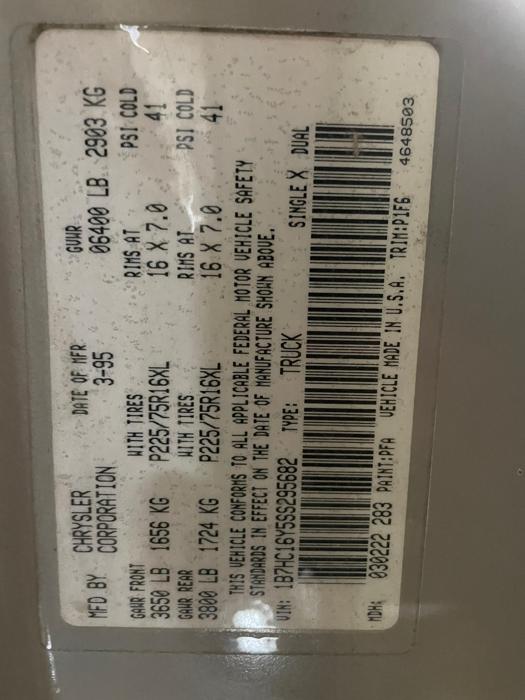 MFD BY CHRYSLER CORPORATION DATE OF MFR 3-95 GVWR 06400 LB 2903 KG
GAWR FRONT WITH TIRES RIMS AT PSI COLD
3650 LB 1656 KG P225/75R16XL 16 X 7.0 41
GAWR REAR WITH TIRES RIMS AT PSI COLD
3800 LB 1724 KG P225/75R16XL 16 X 7.0 41
THIS VEHICLE CONFORMS TO ALL APPLICABLE FEDERAL MOTOR VEHICLE SAFETY
STANDARDS IN EFFECT ON THE DATE OF MANUFACTURE SHOWN ABOVE.
VIN: 1B7HC16Y5SS295682 TYPE: TRUCK SINGLE X DUAL
MDH: 030222 283 PAINT:PFA VEHICLE MADE IN U.S.A. TRIM:P1F6 4648503